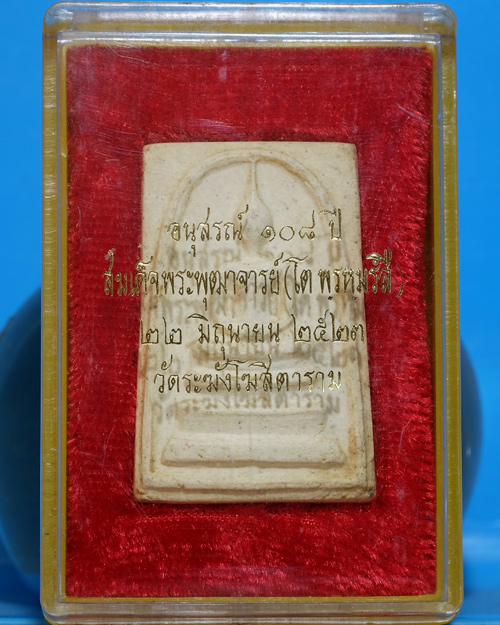 อนุสรณ์ ๑๐๘ ปี
สมเด็จพระพุฒาจารย์(โต พฺรหฺมรํสี)
๒๒ มิถุนายน ๒๕๒๓
วัดระฆังโฆสิตาราม